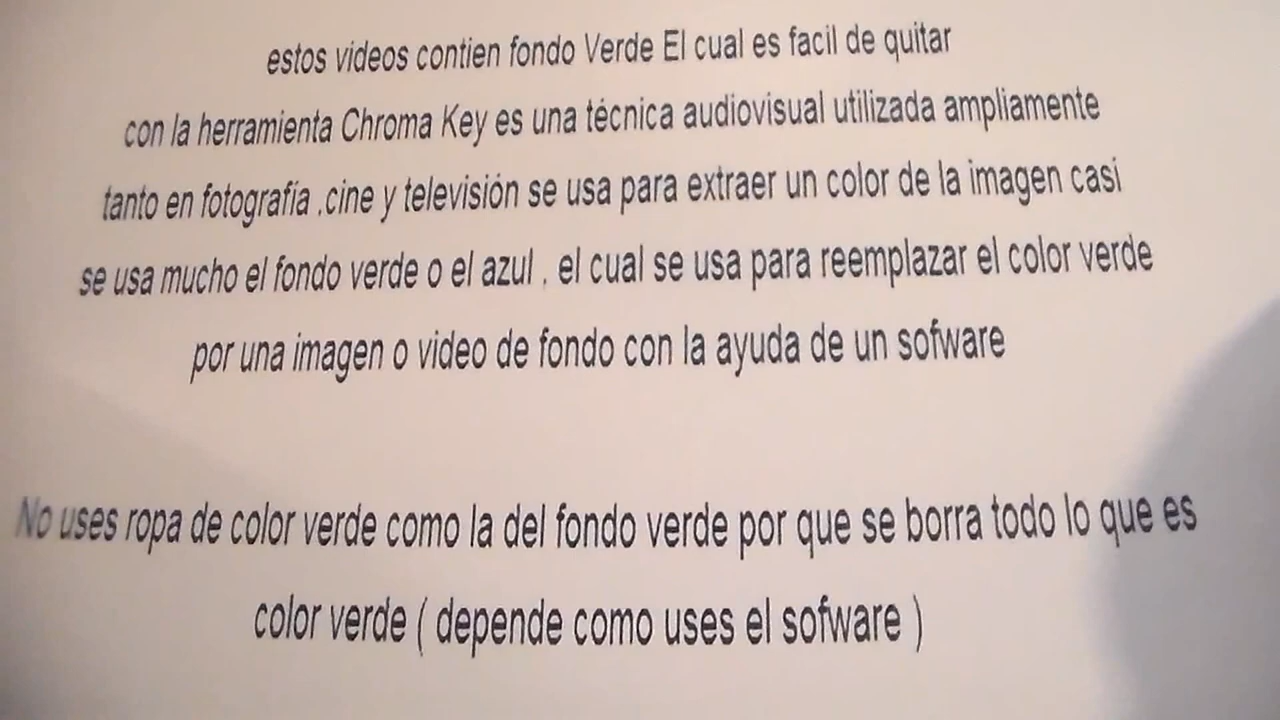 estos videos contien fondo Verde El cual es facil de quitar
con la herramienta Chroma Key es una técnica audiovisual utilizada ampliamente
tanto en fotografía .cine y televisión se usa para extraer un color de la imagen casi
se usa mucho el fondo verde o el azul . el cual se usa para reemplazar el color verde
por una imagen o video de fondo con la ayuda de un sofware
No uses ropa de color verde como la del fondo verde por que se borra todo lo que es
color verde ( depende como uses el sofware )